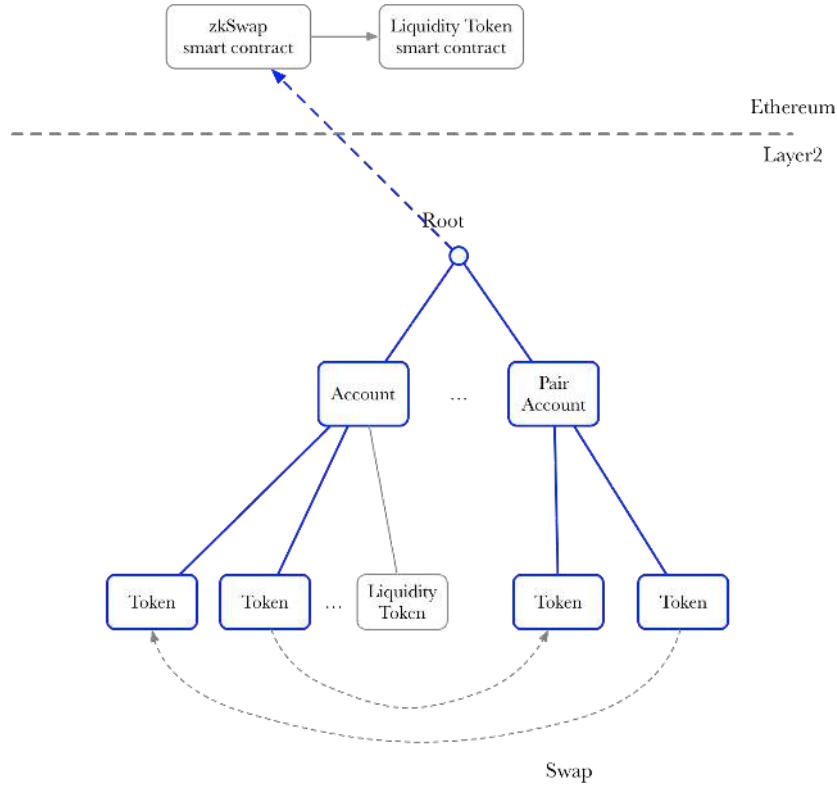 zkSwap
smart contract
Liquidity Token
smart contract
Ethereum
Layer2
Root
Account
...
Pair
Account
Token
Token
...
Liquidity
Token
Token
Token
Swap